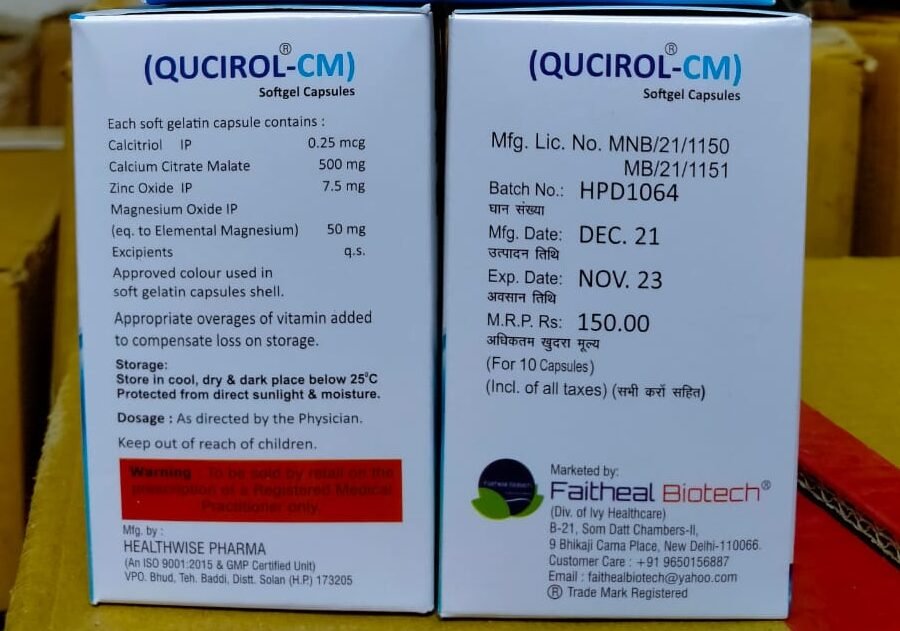 (QUCIROL®-CM)
Softgel Capsules
Each soft gelatin capsule contains :
Calcitriol IP 0.25 mcg
Calcium Citrate Malate 500 mg
Zinc Oxide IP 7.5 mg
Magnesium Oxide IP
(eq. to Elemental Magnesium) 50 mg
Excipients q.s.
Approved colour used in
soft gelatin capsules shell.
Appropriate overages of vitamin added
to compensate loss on storage.
Storage:
Store in cool, dry & dark place below 25°C
Protected from direct sunlight & moisture.
Dosage : As directed by the Physician.
Keep out of reach of children.
Warning : To be sold by retail on the
prescription of a Registered Medical
Practitioner only.
Mfg. by :
HEALTHWISE PHARMA
(An ISO 9001:2015 & GMP Certified Unit)
VPO. Bhud, Teh. Baddi, Distt. Solan (H.P.) 173205
(QUCIROL®-CM)
Softgel Capsules
Mfg. Lic. No. MNB/21/1150
MB/21/1151
Batch No.: HPD1064
घान संख्या
Mfg. Date: DEC. 21
उत्पादन तिथि
Exp. Date: NOV. 23
अवसान तिथि
M.R.P. Rs: 150.00
अधिकतम खुदरा मूल्य
(For 10 Capsules)
(Incl. of all taxes) (सभी करों सहित)
Faitheal Biotech
Marketed by:
Faitheal Biotech®
(Div. of Ivy Healthcare)
B-21, Som Datt Chambers-II,
9 Bhikaji Cama Place, New Delhi-110066.
Customer Care : +91 9650156887
Email : faithealbiotech@yahoo.com
® Trade Mark Registered